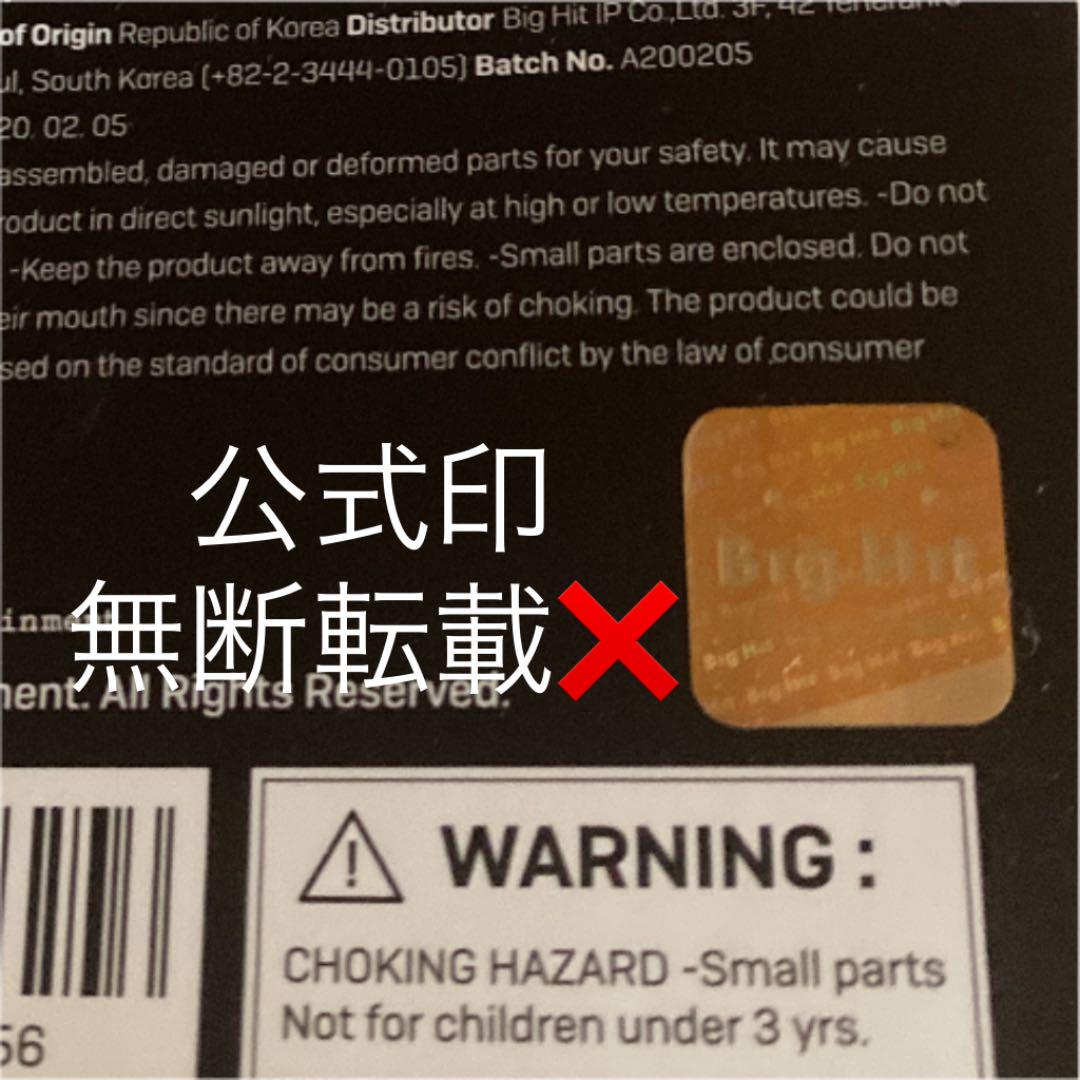 of Origin Republic of Korea Distributor Big Hit IP Co.,Ltd. 3F, 42
ul, South Korea (+82-2-3444-0105) Batch No. A200205
20. 02. 05
assembled, damaged or deformed parts for your safety. It may cause
roduct in direct sunlight, especially at high or low temperatures. -Do not
-Keep the product away from fires. -Small parts are enclosed. Do not
eir mouth since there may be a risk of choking. The product could be
sed on the standard of consumer conflict by the law of consumer
公式印
Big Hit
無断転載❌
ment. All Rights Reserved.
56
WARNING :
CHOKING HAZARD -Small parts
Not for children under 3 yrs.